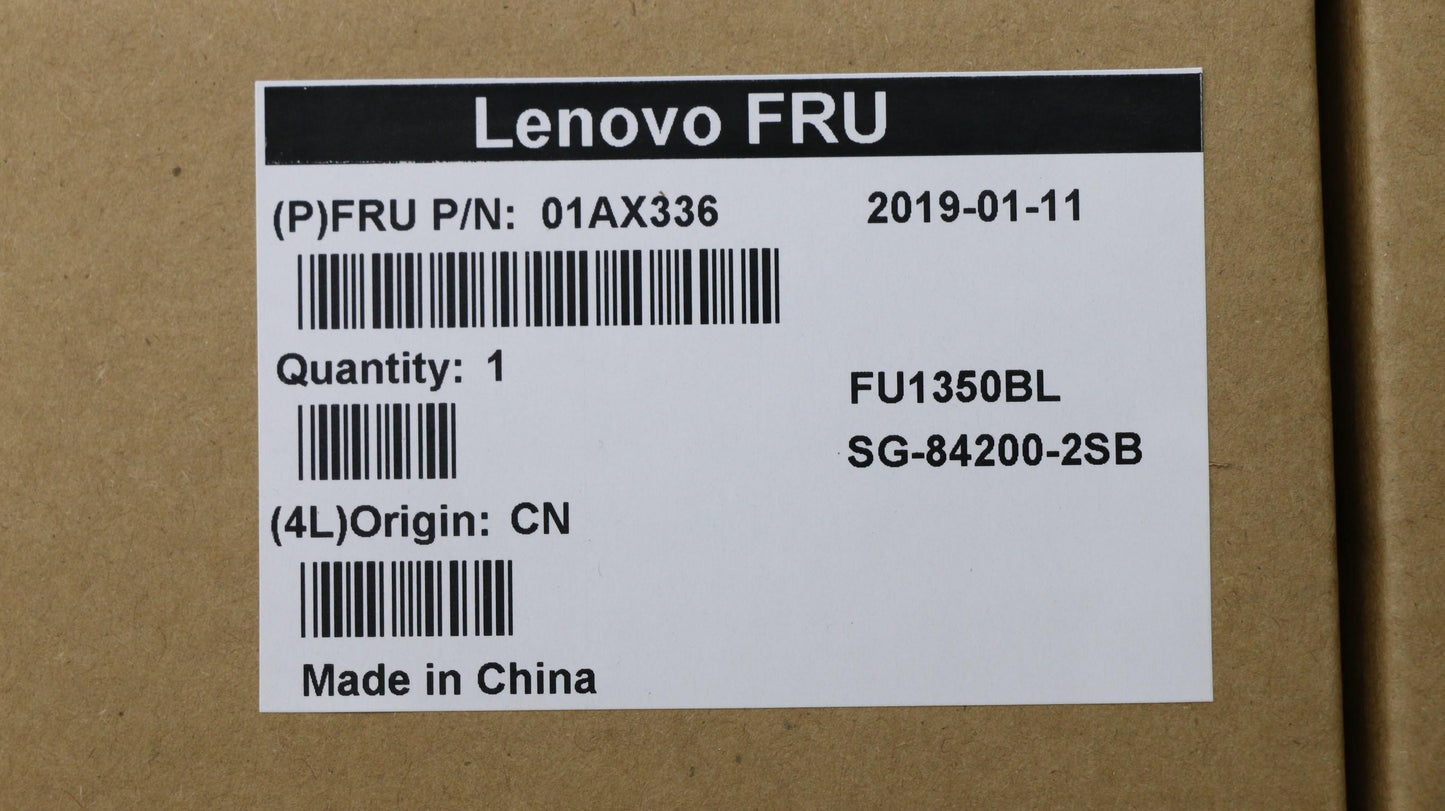 Lenovo FRU
(P)FRU P/N: 01AX336 2019-01-11
Quantity: 1
FU1350BL
SG-84200-2SB
(4L)Origin: CN
Made in China